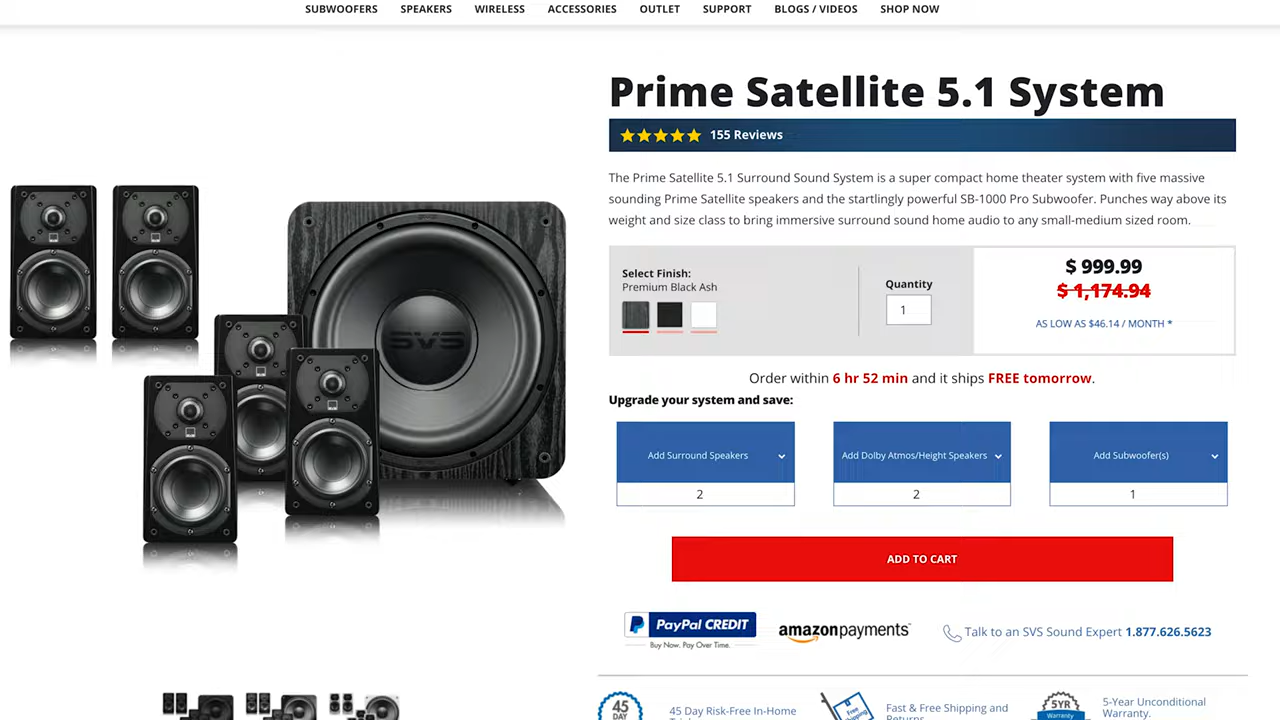 SUBWOOFERS SPEAKERS WIRELESS ACCESSORIES OUTLET SUPPORT BLOGS / VIDEOS SHOP NOW
Prime Satellite 5.1 System
155 Reviews
The Prime Satellite 5.1 Surround Sound System is a super compact home theater system with five massive
sounding Prime Satellite speakers and the startlingly powerful SB-1000 Pro Subwoofer. Punches way above its
weight and size class to bring immersive surround sound home audio to any small-medium sized room.
Select Finish:
Premium Black Ash
Quantity
1
$ 999.99
$ 1,174.94
AS LOW AS $46.14 / MONTH *
SVS
Order within 6 hr 52 min and it ships FREE tomorrow.
Upgrade your system and save:
Add Surround Speakers
2
Add Dolby Atmos/Height Speakers
2
Add Subwoofer(s)
1
ADD TO CART
PayPal CREDIT
Buy Now. Pay Over Time.
amazonpayments
Talk to an SVS Sound Expert 1.877.626.5623
45
DAY
45 Day Risk-Free In-Home
Free
Shipping
Fast & Free Shipping and
Returns
5YR
Warranty
5-Year Unconditional
Warranty.